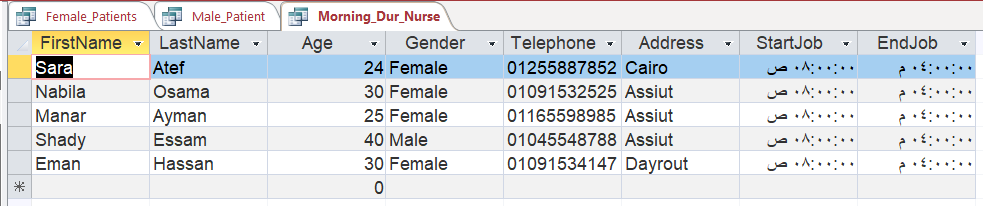 Female_Patients Male_Patient Morning_Dur_Nurse
FirstName LastName Age Gender Telephone Address StartJob EndJob
Sara Atef 24 Female 01255887852 Cairo ٠٨:٠٠:٠٠ ص ٠٤:٠٠:٠٠ م
Nabila Osama 30 Female 01091532525 Assiut ٠٨:٠٠:٠٠ ص ٠٤:٠٠:٠٠ م
Manar Ayman 25 Female 01165598985 Assiut ٠٨:٠٠:٠٠ ص ٠٤:٠٠:٠٠ م
Shady Essam 40 Male 01045548788 Assiut ٠٨:٠٠:٠٠ ص ٠٤:٠٠:٠٠ م
Eman Hassan 30 Female 01091534147 Dayrout ٠٨:٠٠:٠٠ ص ٠٤:٠٠:٠٠ م
0